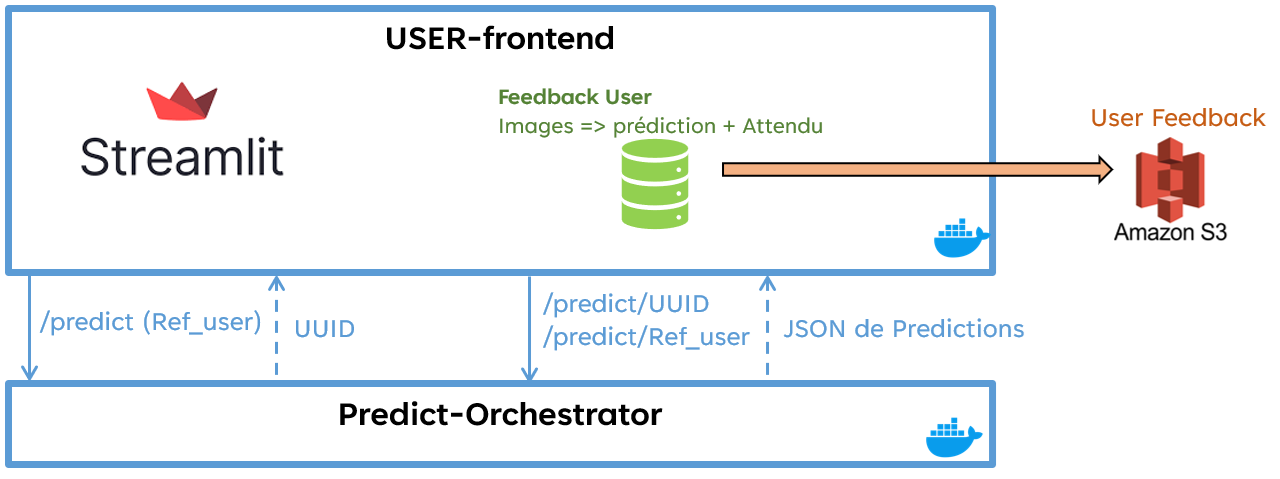 USER-frontend
Streamlit
Feedback User
Images => prédiction + Attendu
User Feedback
Amazon S3
/predict (Ref_user)
UUID
/predict/UUID
/predict/Ref_user
JSON de Predictions
Predict-Orchestrator